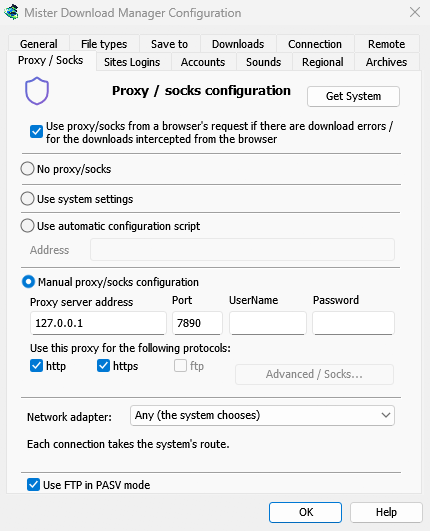 Mister Download Manager Configuration
General File types Save to Downloads Connection Remote
Proxy / Socks Sites Logins Accounts Sounds Regional Archives
Proxy / socks configuration
Get System
Use proxy/socks from a browser's request if there are download errors /
for the downloads intercepted from the browser
No proxy/socks
Use system settings
Use automatic configuration script
Address
Manual proxy/socks configuration
Proxy server address Port UserName Password
127.0.0.1 7890
Use this proxy for the following protocols:
http https ftp
Advanced / Socks...
Network adapter: Any (the system chooses)
Each connection takes the system's route.
Use FTP in PASV mode
OK Help